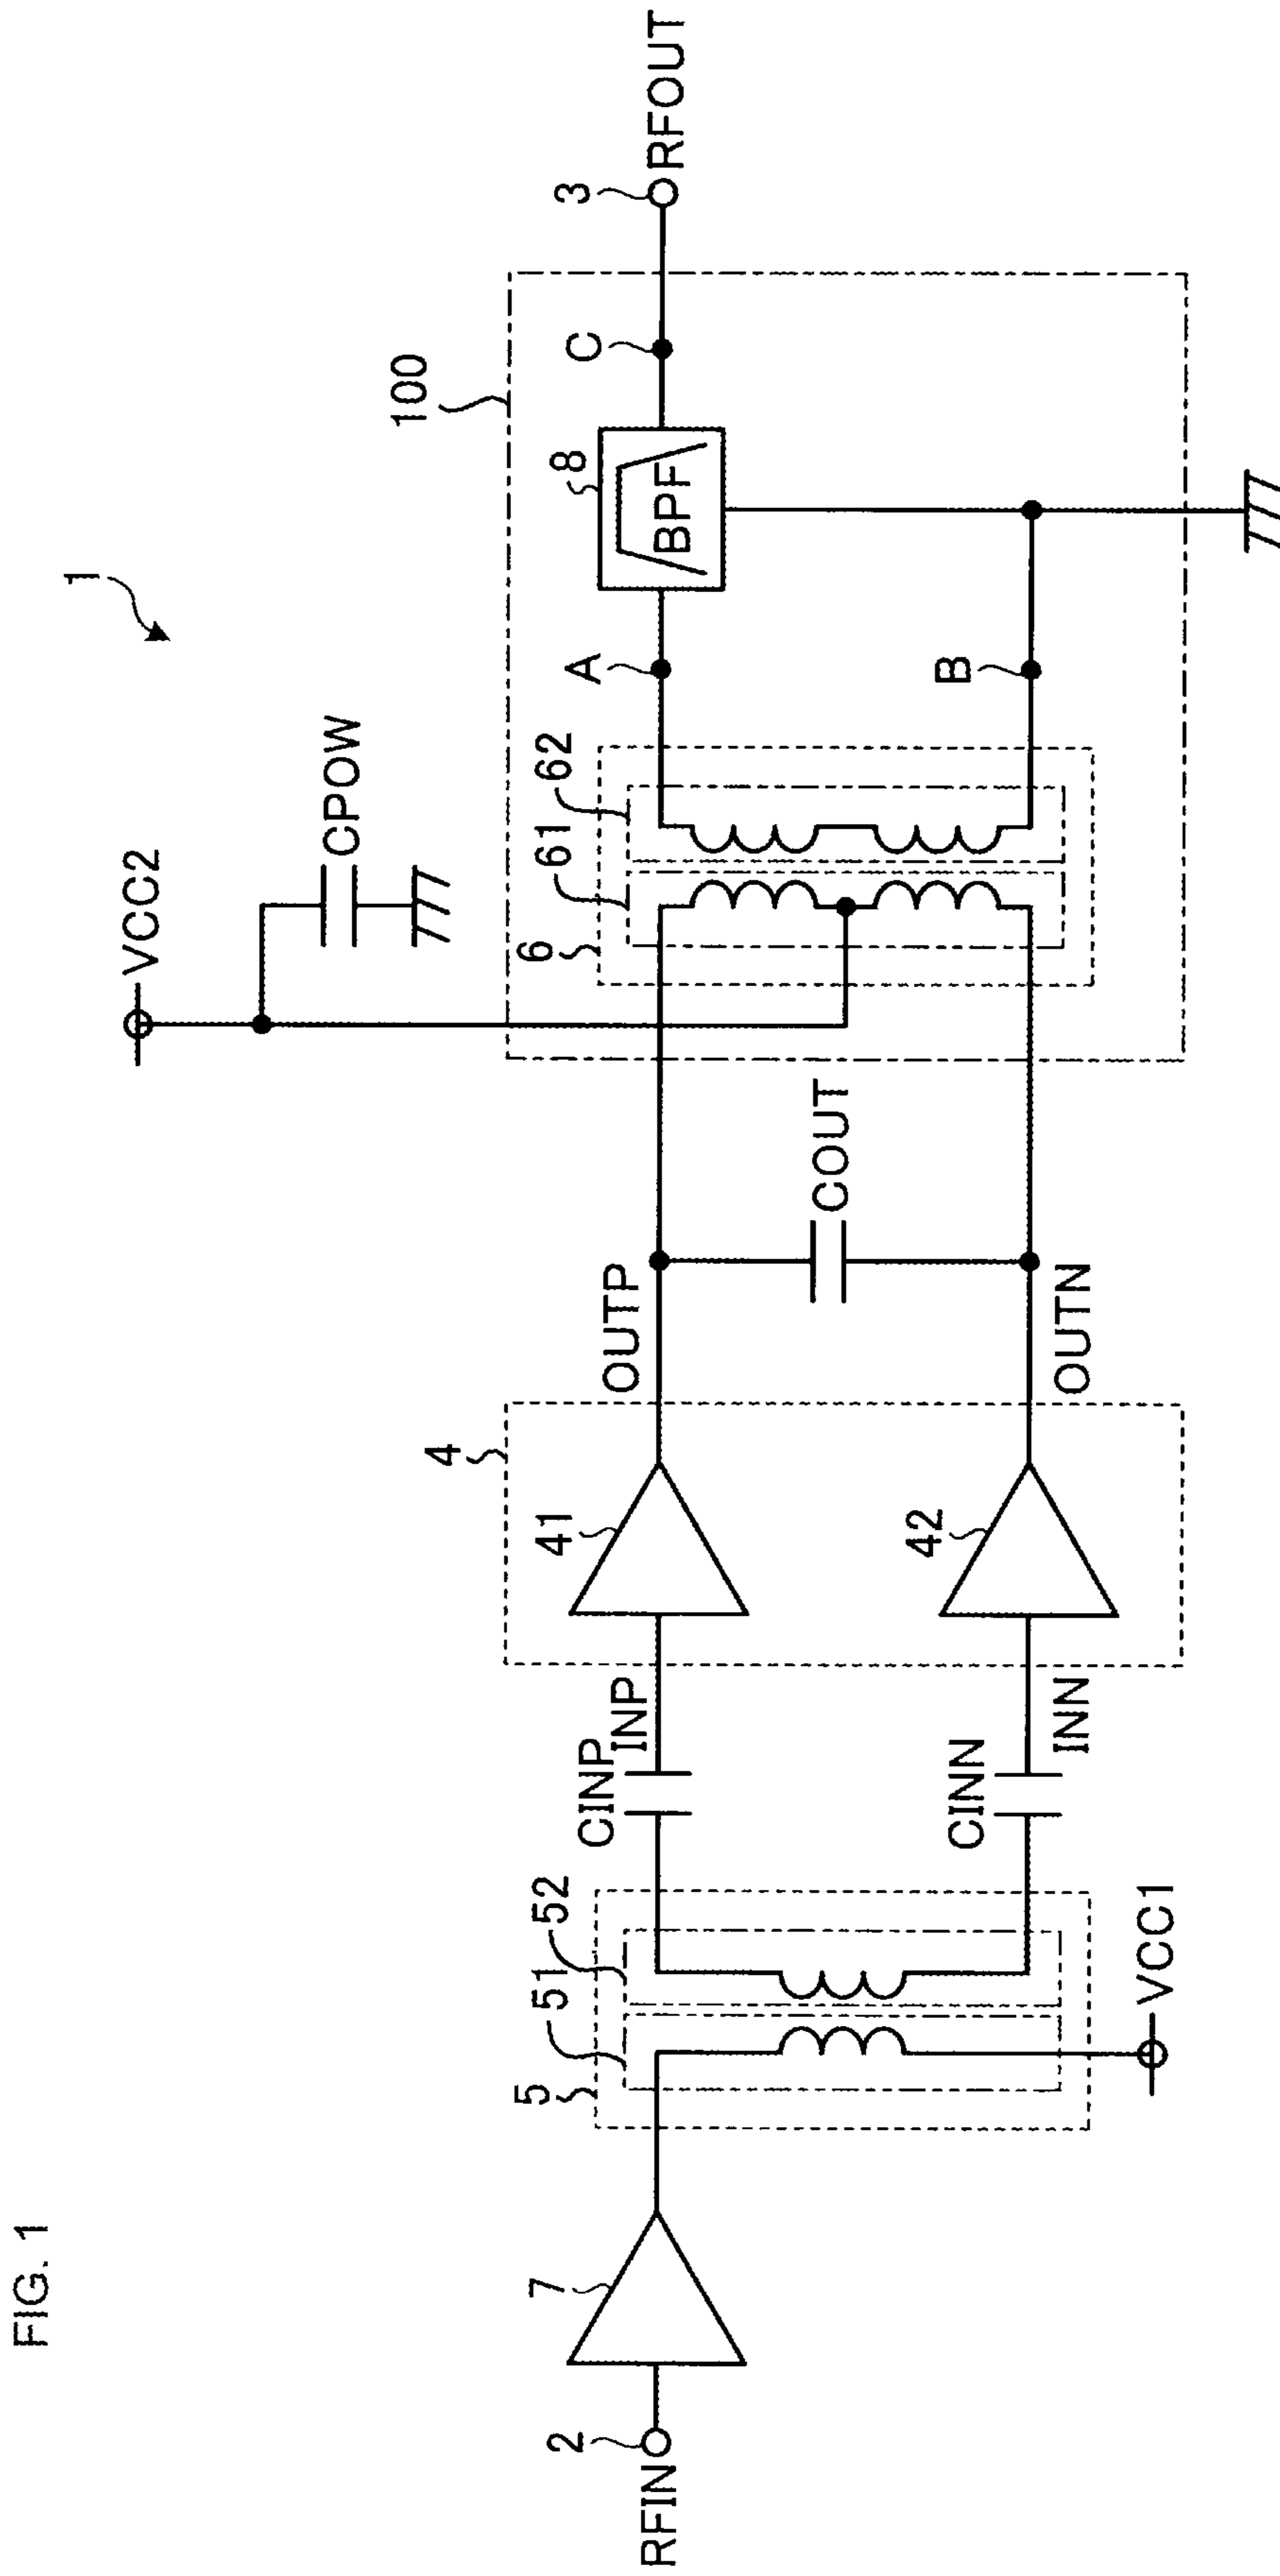 FIG. 1
1
VCC2
CPOW
100
RFIN
2
7
5
51
52
VCC1
CINP
INP
CINN
INN
4
41
42
OUTP
OUTN
COUT
6
61
62
A
B
8
BPF
C
3
RFOUT